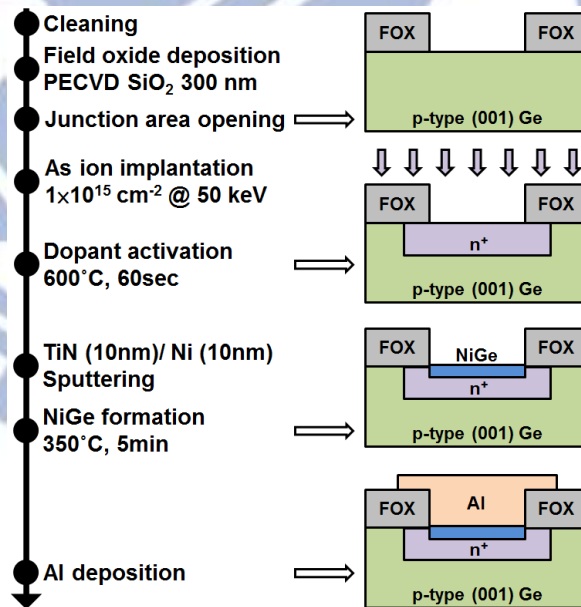 Cleaning
Field oxide deposition
PECVD SiO₂ 300 nm
Junction area opening
As ion implantation
1×10¹⁵ cm⁻² @ 50 keV
Dopant activation
600˚C, 60sec
TiN (10nm)/ Ni (10nm)
Sputtering
NiGe formation
350˚C, 5min
Al deposition
FOX
FOX
p-type (001) Ge
FOX
FOX
n⁺
p-type (001) Ge
FOX
NiGe
FOX
n⁺
p-type (001) Ge
FOX
Al
FOX
n⁺
p-type (001) Ge